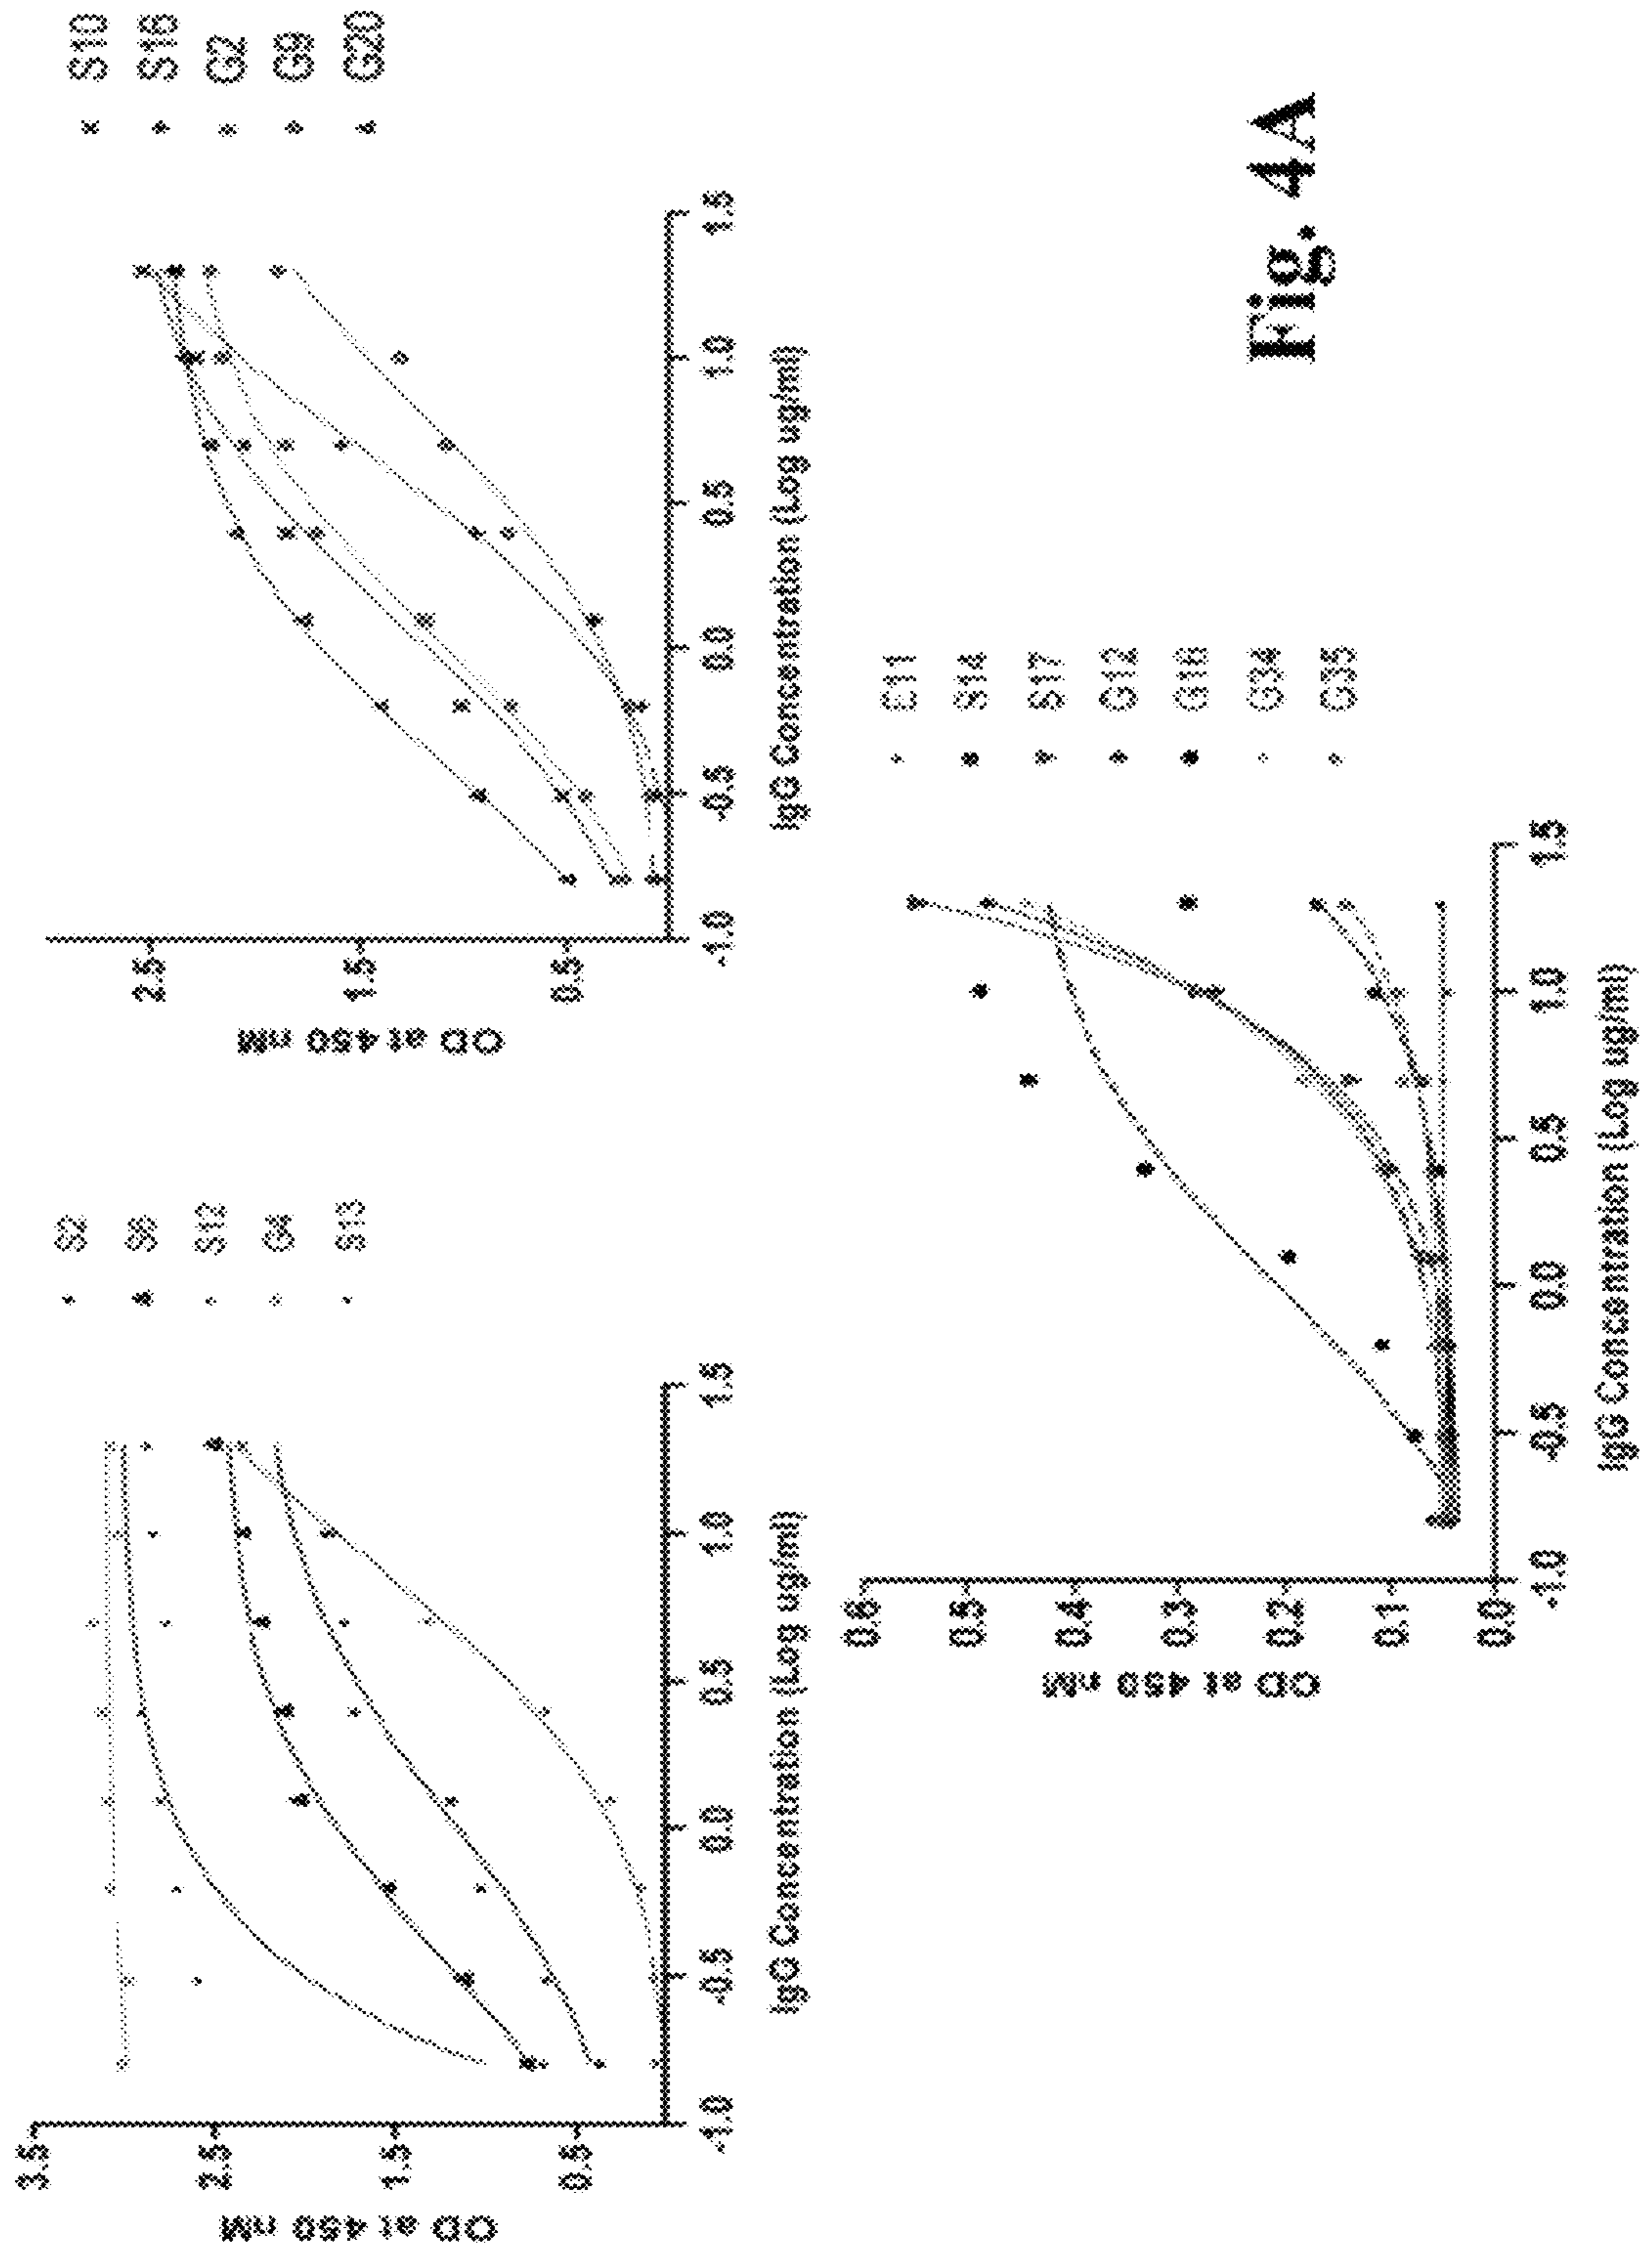 3.5
2.5
1.5
0.5
OD at 450 nM
-1.0 -0.5 0.0 0.5 1.0 1.5
IgG Concentration (Log ug/ml)
S2
S12
G4
S13
2.5
1.5
0.5
OD at 450 nM
-1.0 -0.5 0.0 0.5 1.0 1.5
IgG Concentration (Log ug/ml)
S10
S16
G2
G9
G20
0.6
0.5
0.4
0.3
0.2
0.1
0.0
OD at 450 nM
-1.0 -0.5 0.0 0.5 1.0 1.5
IgG Concentration (Log ug/ml)
E11
S14
S17
G12
G34
G35
Fig. 4A